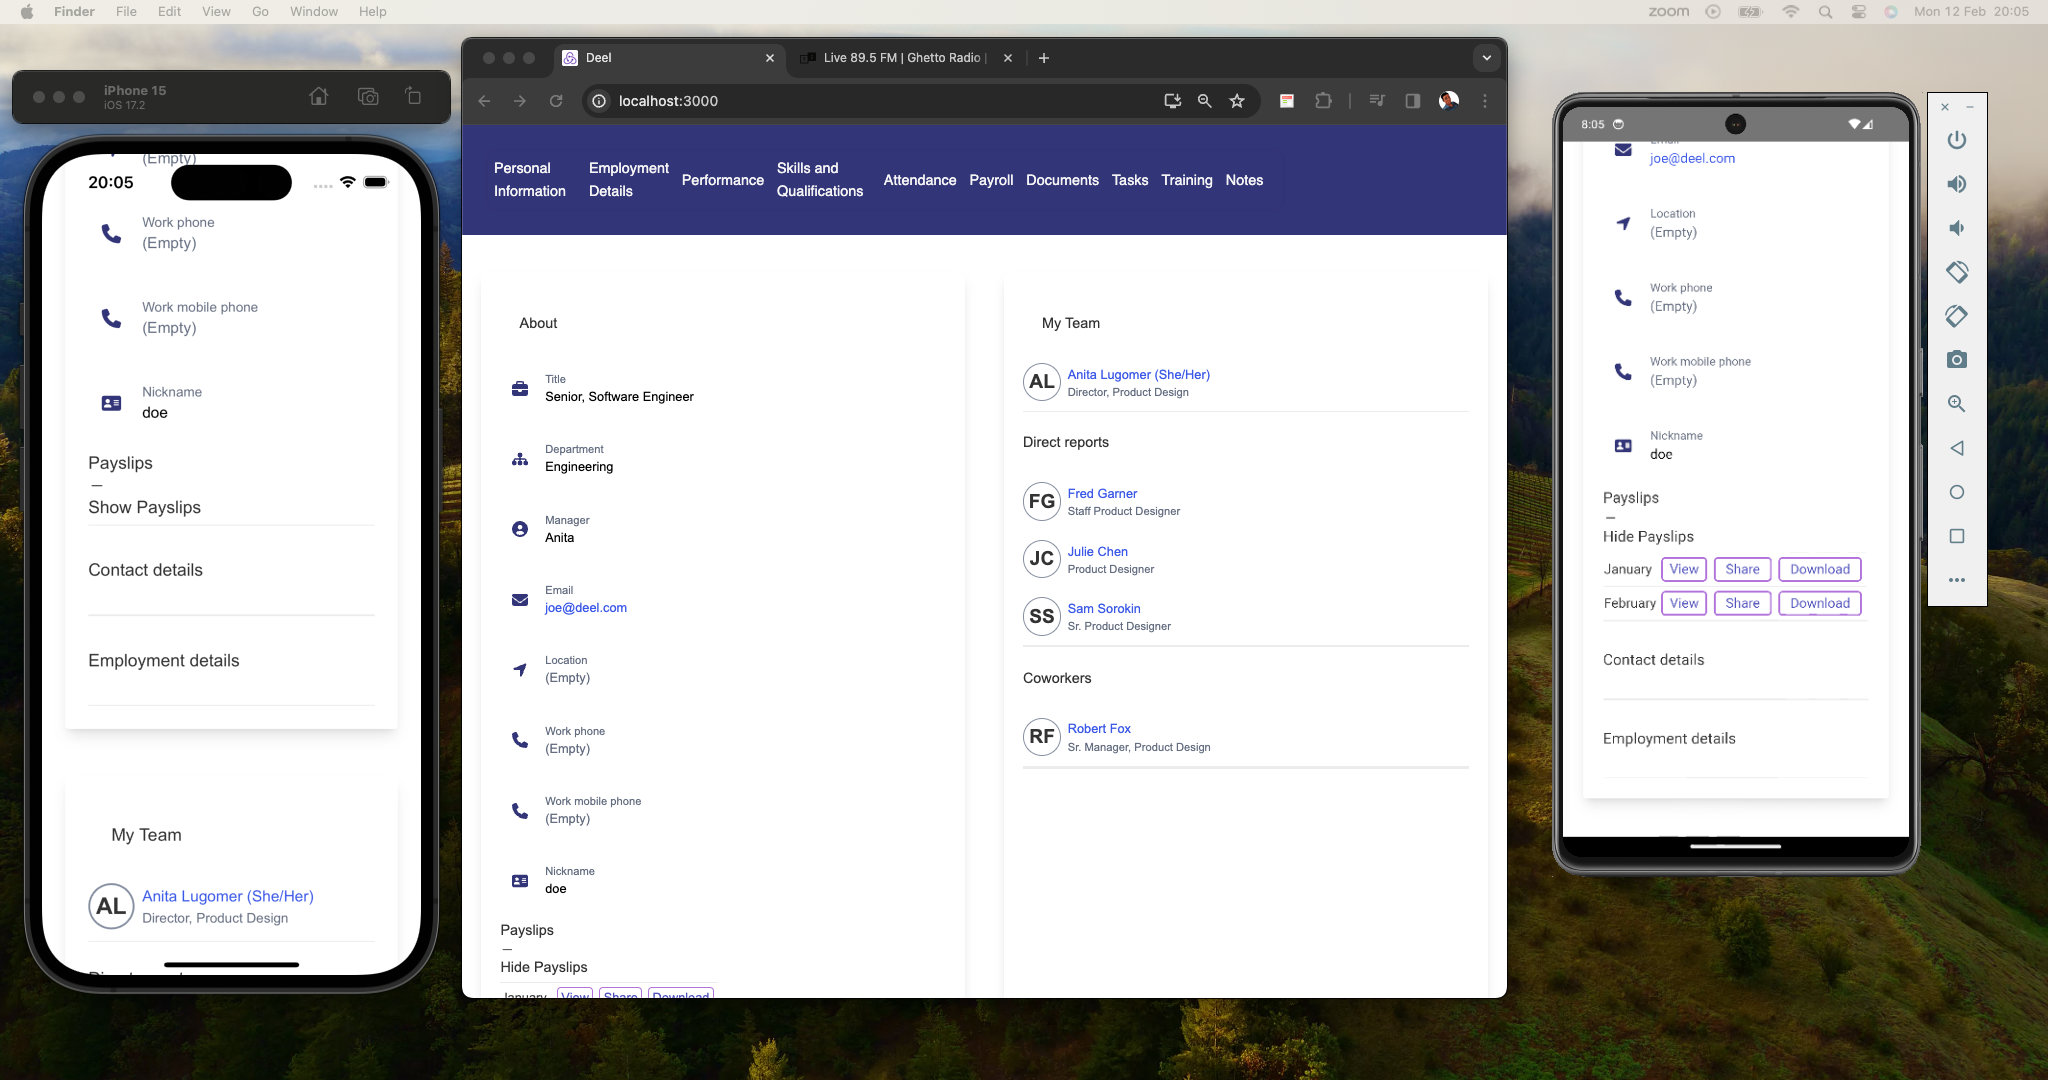 Finder File Edit View Go Window Help
zoom Mon 12 Feb 20:05
iPhone 15
iOS 17.2
(Empty)
20:05
Work phone
(Empty)
Work mobile phone
(Empty)
Nickname
doe
Payslips
–
Show Payslips
Contact details
Employment details
My Team
AL
Anita Lugomer (She/Her)
Director, Product Design
Deel
Live 89.5 FM | Ghetto Radio |
localhost:3000
Personal Information
Employment Details
Performance
Skills and Qualifications
Attendance
Payroll
Documents
Tasks
Training
Notes
About
Title
Senior, Software Engineer
Department
Engineering
Manager
Anita
Email
joe@deel.com
Location
(Empty)
Work phone
(Empty)
Work mobile phone
(Empty)
Nickname
doe
Payslips
–
Hide Payslips
January View Share Download
My Team
AL
Anita Lugomer (She/Her)
Director, Product Design
Direct reports
FG
Fred Garner
Staff Product Designer
JC
Julie Chen
Product Designer
SS
Sam Sorokin
Sr. Product Designer
Coworkers
RF
Robert Fox
Sr. Manager, Product Design
8:05
Email
joe@deel.com
Location
(Empty)
Work phone
(Empty)
Work mobile phone
(Empty)
Nickname
doe
Payslips
–
Hide Payslips
January View Share Download
February View Share Download
Contact details
Employment details